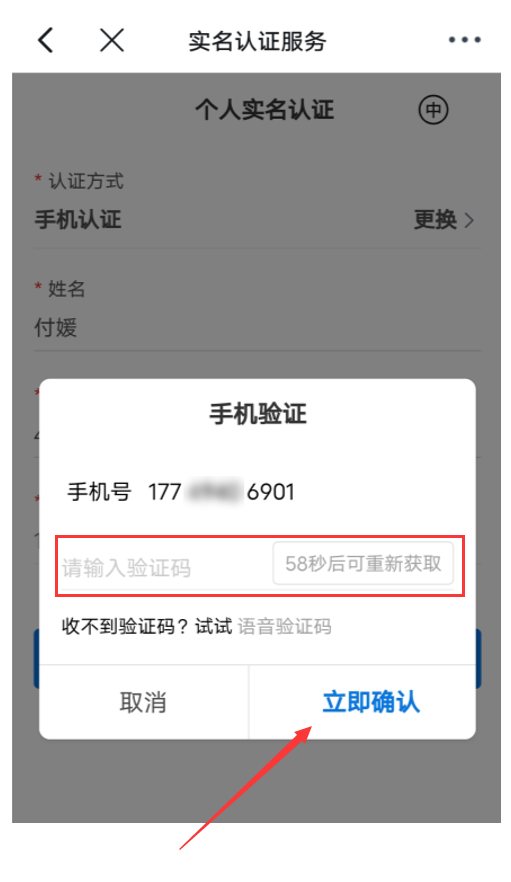 实名认证服务
个人实名认证 中
* 认证方式
手机认证 更换
* 姓名
付媛
*
4
*
手机验证
手机号 177 6901
请输入验证码 58秒后可重新获取
收不到验证码？试试 语音验证码
取消 立即确认